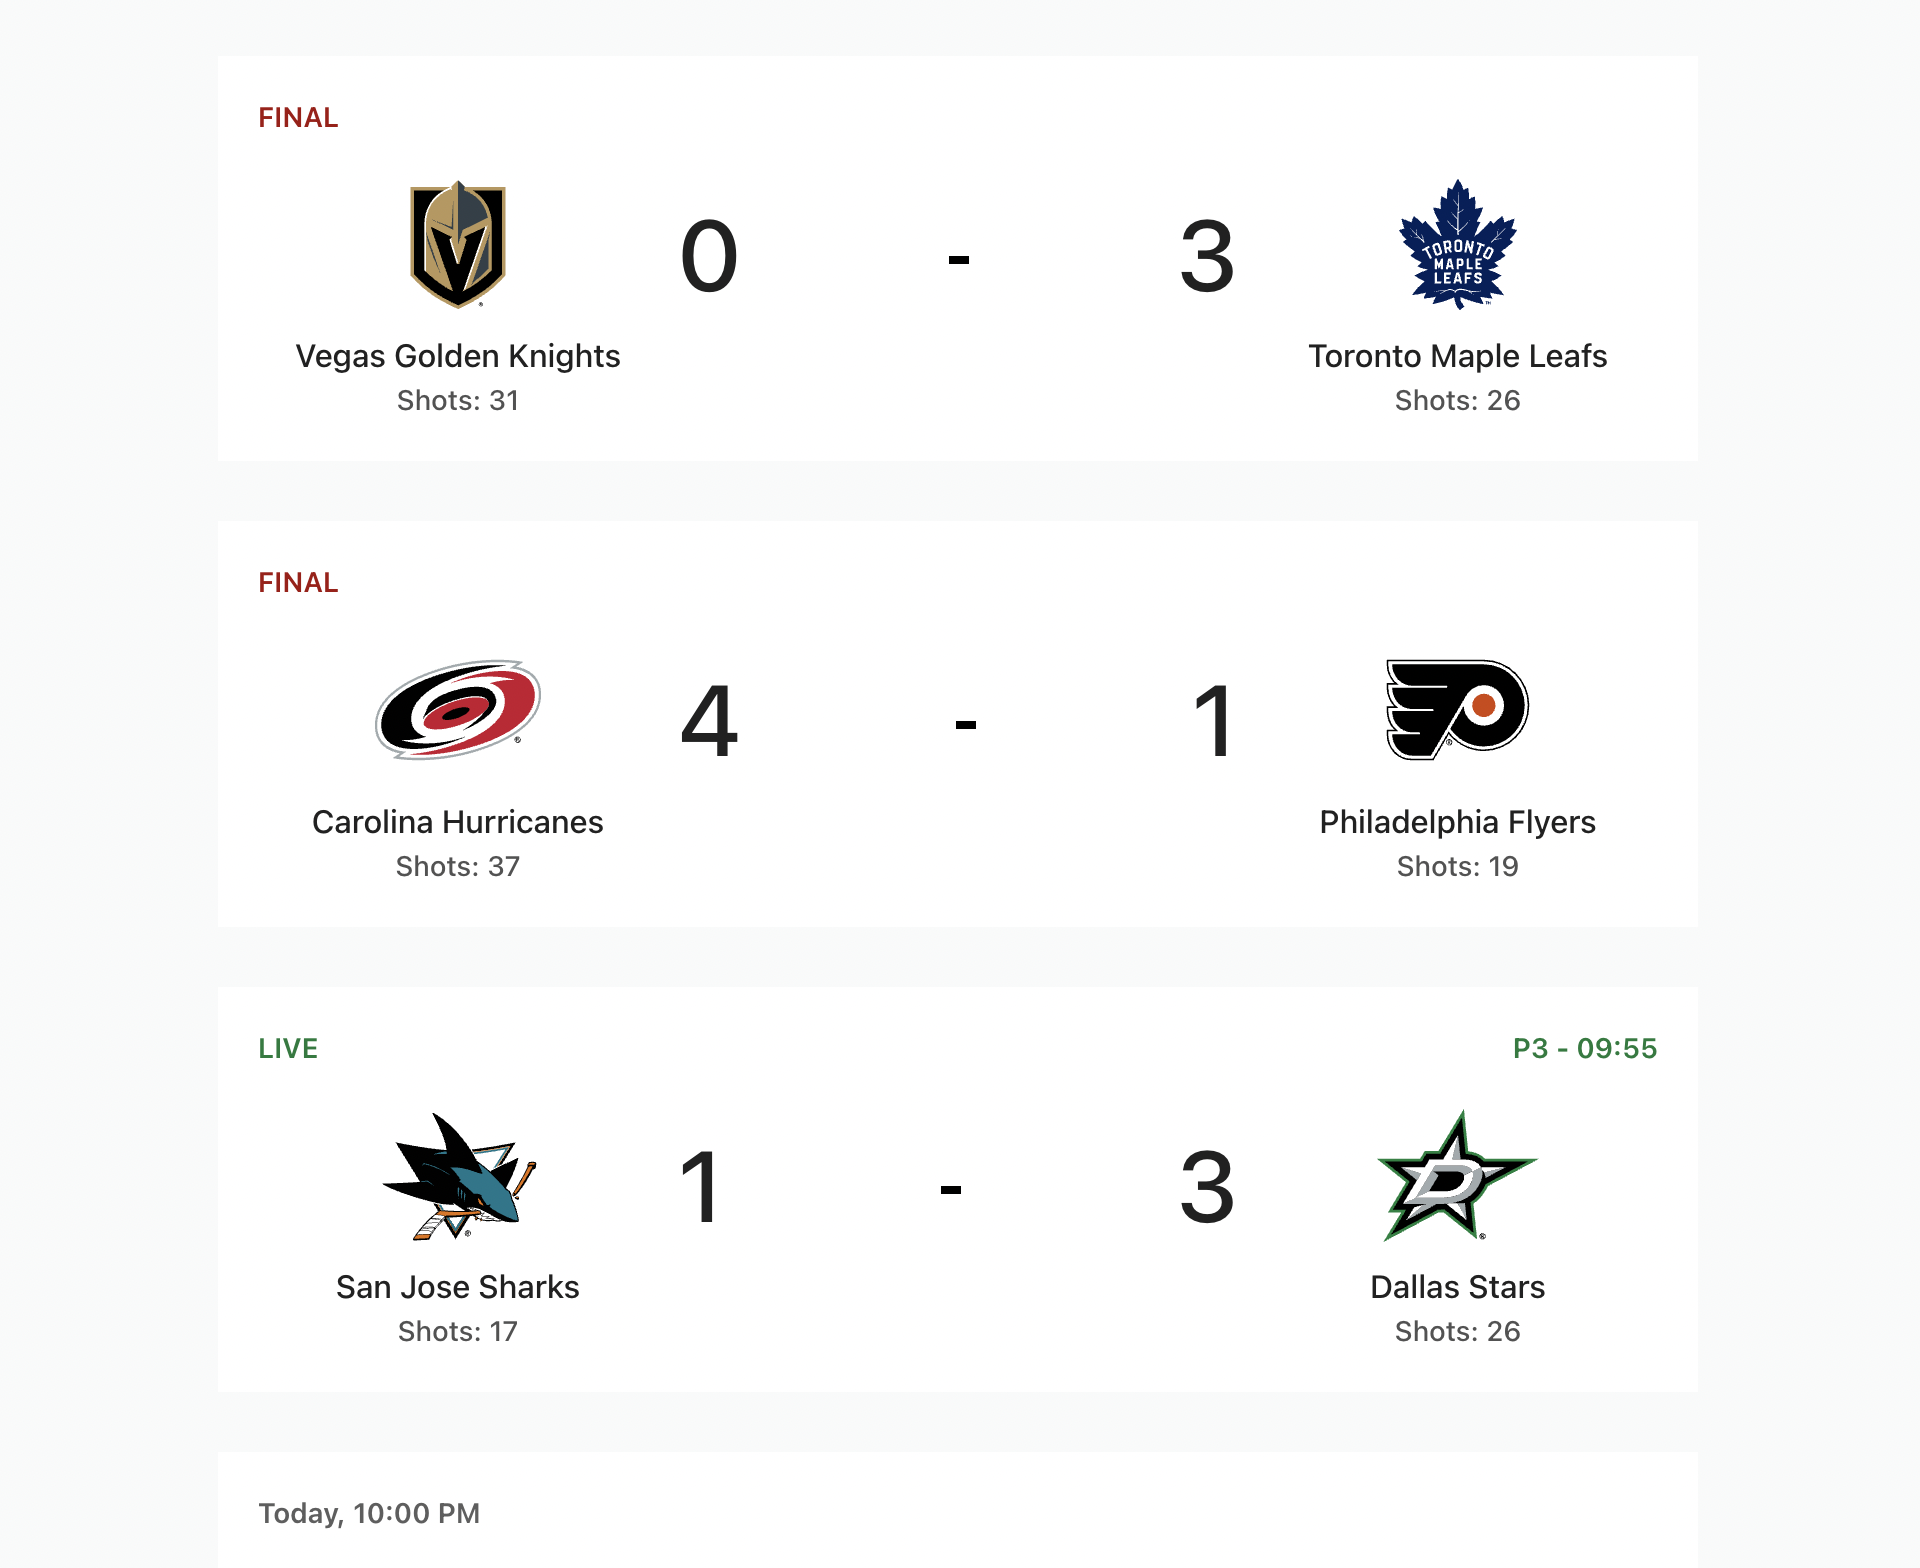 FINAL
0 - 3
TORONTO
MAPLE
LEAFS
Vegas Golden Knights
Shots: 31
Toronto Maple Leafs
Shots: 26
FINAL
4 - 1
Carolina Hurricanes
Shots: 37
Philadelphia Flyers
Shots: 19
LIVE
P3 - 09:55
1 - 3
D
San Jose Sharks
Shots: 17
Dallas Stars
Shots: 26
Today, 10:00 PM